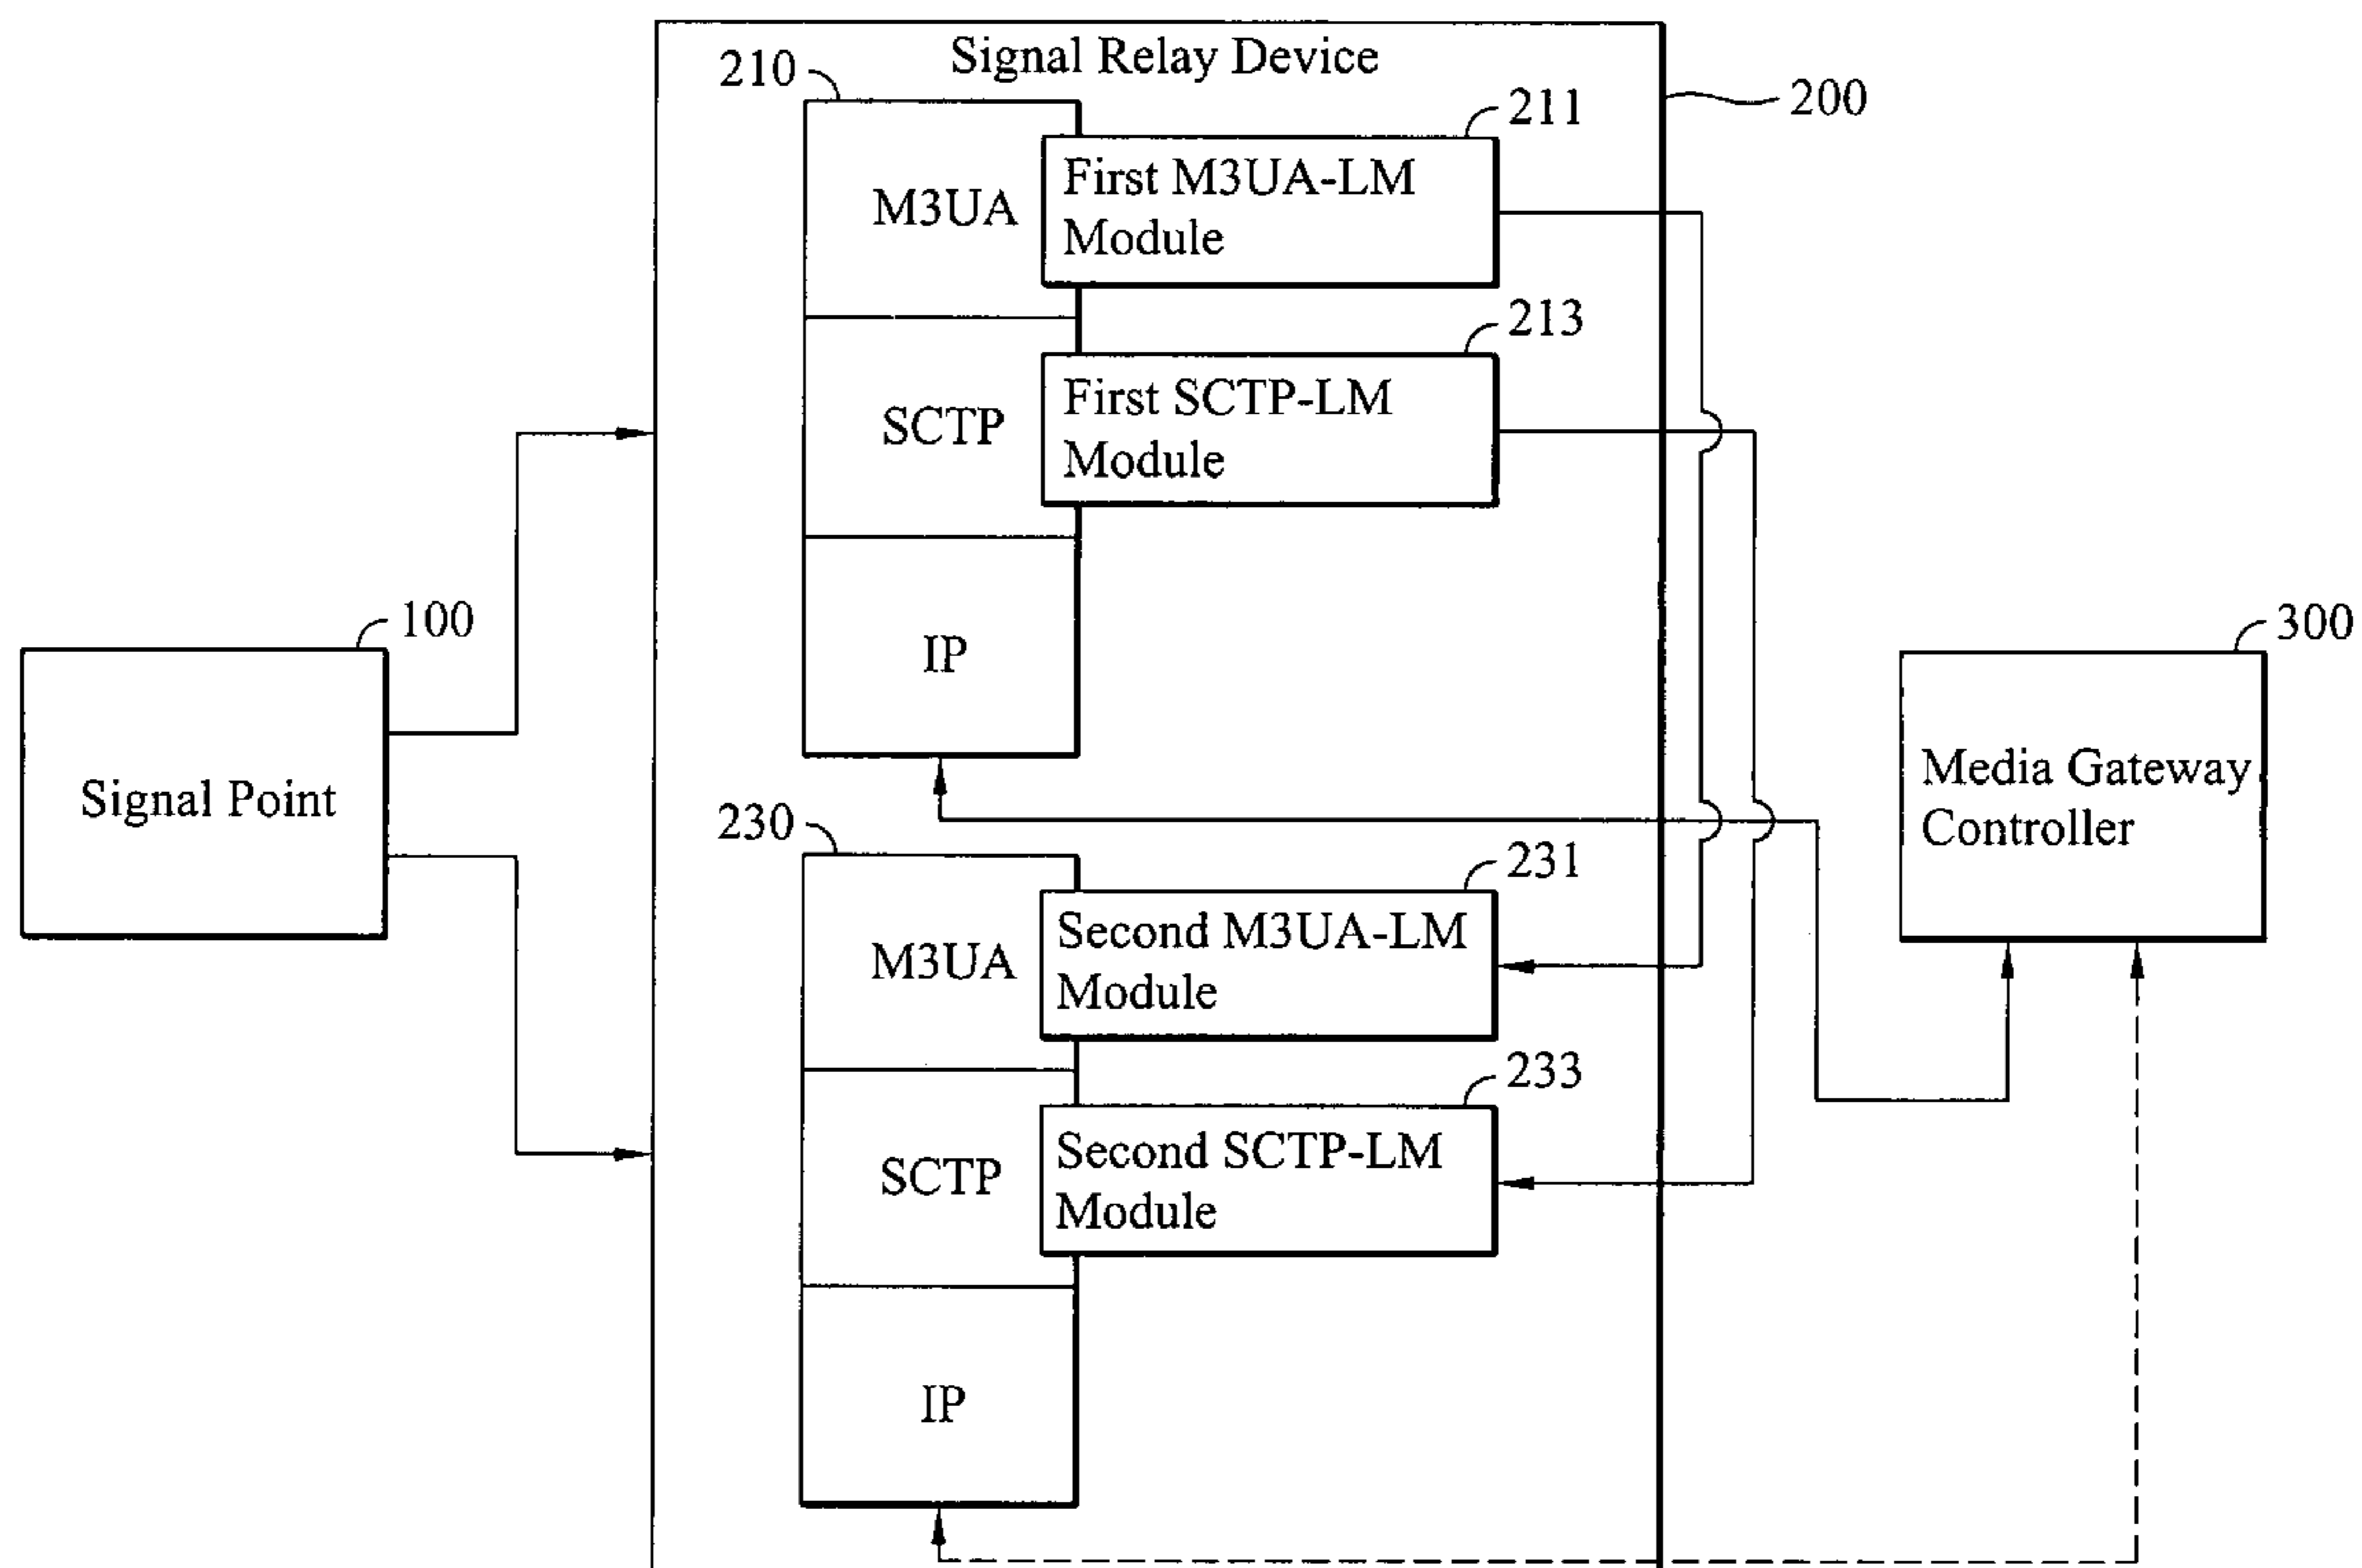 Signal Relay Device
210
211
200
First M3UA-LM
Module
M3UA
213
First SCTP-LM
Module
SCTP
IP
100
Signal Point
300
Media Gateway
Controller
230
231
Second M3UA-LM
Module
M3UA
233
Second SCTP-LM
Module
SCTP
IP